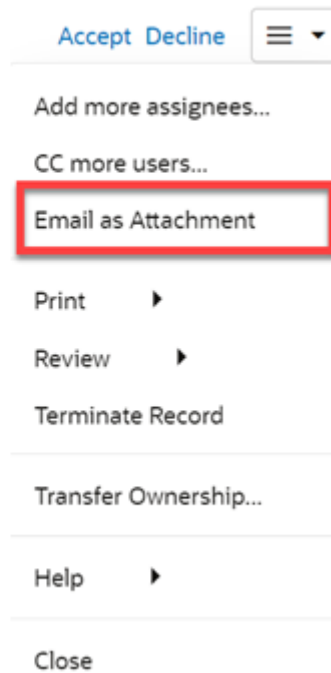 Accept Decline
Add more assignees...
CC more users...
Email as Attachment
Print
Review
Terminate Record
Transfer Ownership...
Help
Close